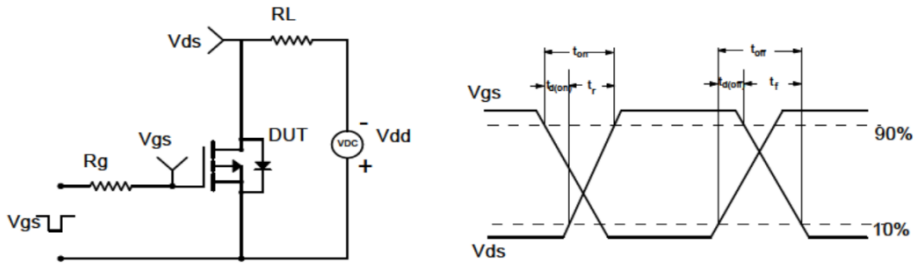 RL
Vds
Vgs
DUT
VDC
-
+
Vdd
Rg
Vgs
ton
toff
td(on)
tr
td(off)
tf
Vgs
90%
10%
Vds